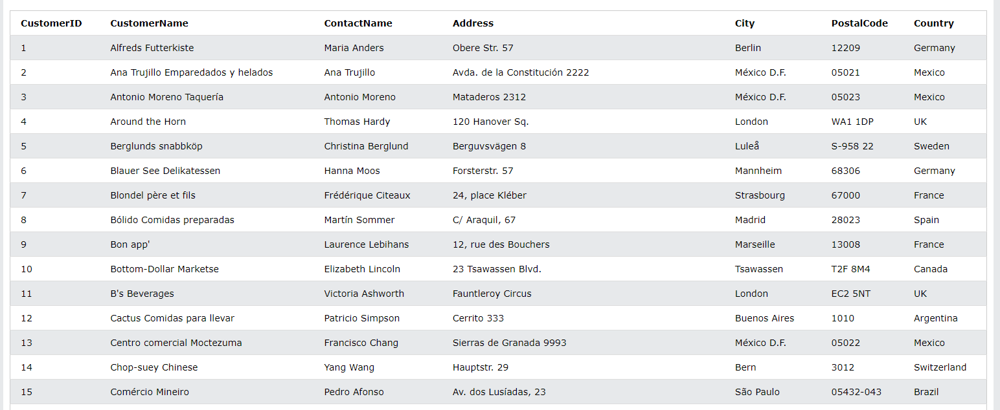 CustomerID CustomerName ContactName Address City PostalCode Country
1 Alfreds Futterkiste Maria Anders Obere Str. 57 Berlin 12209 Germany
2 Ana Trujillo Emparedados y helados Ana Trujillo Avda. de la Constitución 2222 México D.F. 05021 Mexico
3 Antonio Moreno Taquería Antonio Moreno Mataderos 2312 México D.F. 05023 Mexico
4 Around the Horn Thomas Hardy 120 Hanover Sq. London WA1 1DP UK
5 Berglunds snabbköp Christina Berglund Berguvsvägen 8 Luleå S-958 22 Sweden
6 Blauer See Delikatessen Hanna Moos Forsterstr. 57 Mannheim 68306 Germany
7 Blondel père et fils Frédérique Citeaux 24, place Kléber Strasbourg 67000 France
8 Bólido Comidas preparadas Martín Sommer C/ Araquil, 67 Madrid 28023 Spain
9 Bon app' Laurence Lebihans 12, rue des Bouchers Marseille 13008 France
10 Bottom-Dollar Marketse Elizabeth Lincoln 23 Tsawassen Blvd. Tsawassen T2F 8M4 Canada
11 B's Beverages Victoria Ashworth Fauntleroy Circus London EC2 5NT UK
12 Cactus Comidas para llevar Patricio Simpson Cerrito 333 Buenos Aires 1010 Argentina
13 Centro comercial Moctezuma Francisco Chang Sierras de Granada 9993 México D.F. 05022 Mexico
14 Chop-suey Chinese Yang Wang Hauptstr. 29 Bern 3012 Switzerland
15 Comércio Mineiro Pedro Afonso Av. dos Lusíadas, 23 São Paulo 05432-043 Brazil